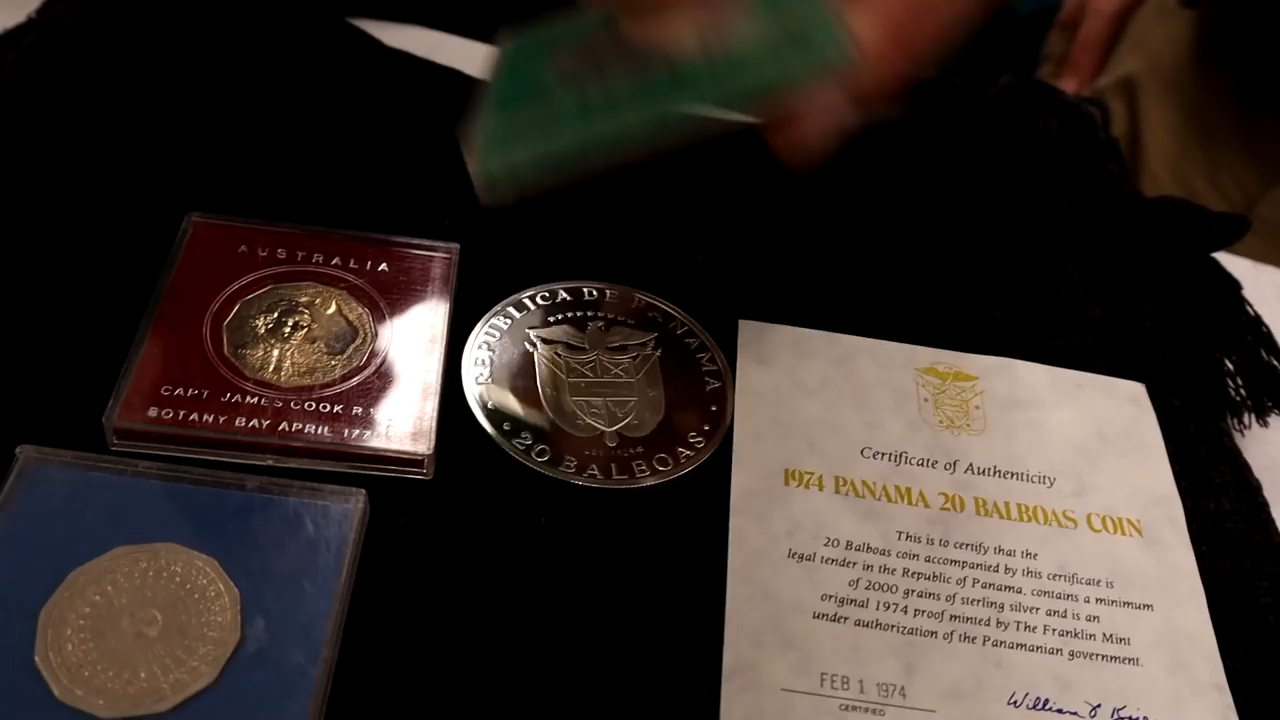 AUSTRALIA
CAPT JAMES COOK
BOTANY BAY APRIL
REPUBLICA DE PANAMA
20 BALBOAS
Certificate of Authenticity
1974 PANAMA 20 BALBOAS COIN
This is to certify that the
20 Balboas coin accompanied by this certificate is
legal tender in the Republic of Panama, contains a minimum
of 2000 grains of sterling silver and is an
original 1974 proof minted by The Franklin Mint
under authorization of the Panamanian government.
FEB 1 1974
CERTIFIED
William